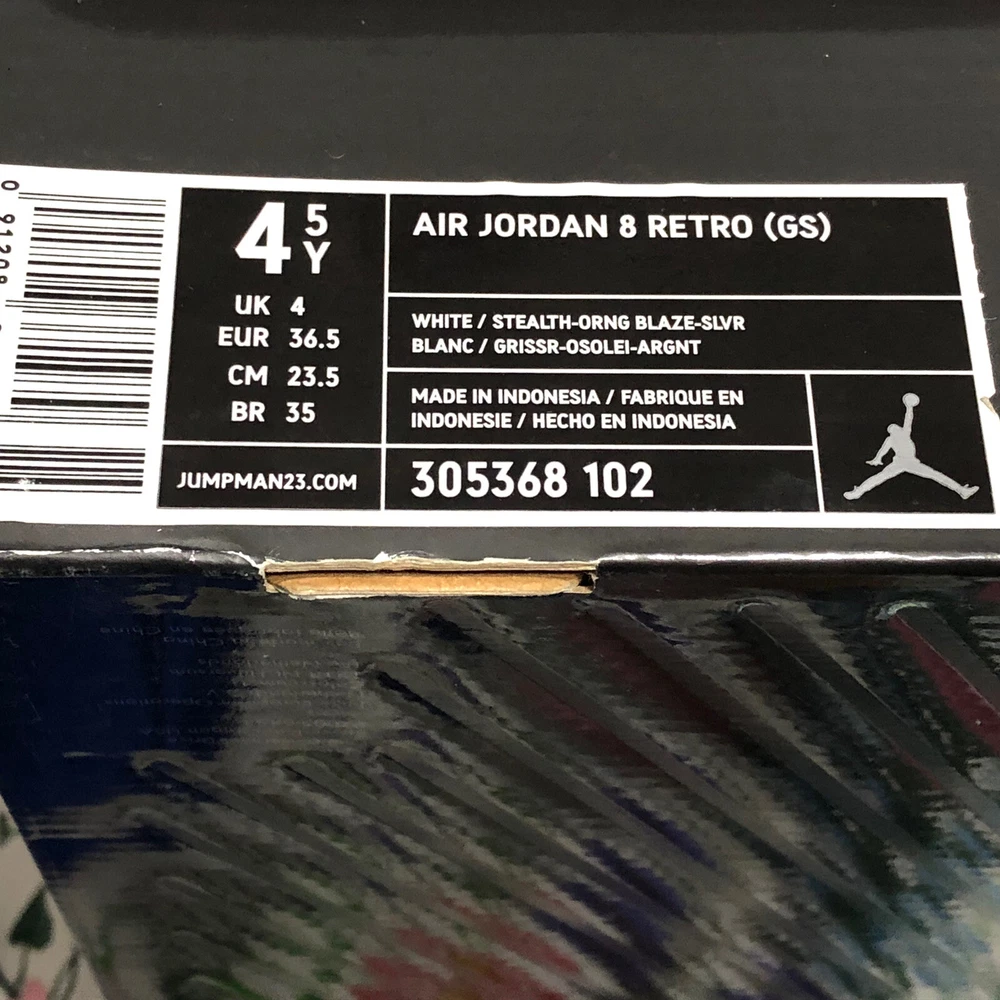 0 91208
4 5
Y
UK 4
EUR 36.5
CM 23.5
BR 35
JUMPMAN23.COM
AIR JORDAN 8 RETRO (GS)
WHITE / STEALTH-ORNG BLAZE-SLVR
BLANC / GRISSR-OSOLEI-ARGNT
MADE IN INDONESIA / FABRIQUE EN
INDONESIE / HECHO EN INDONESIA
305368 102